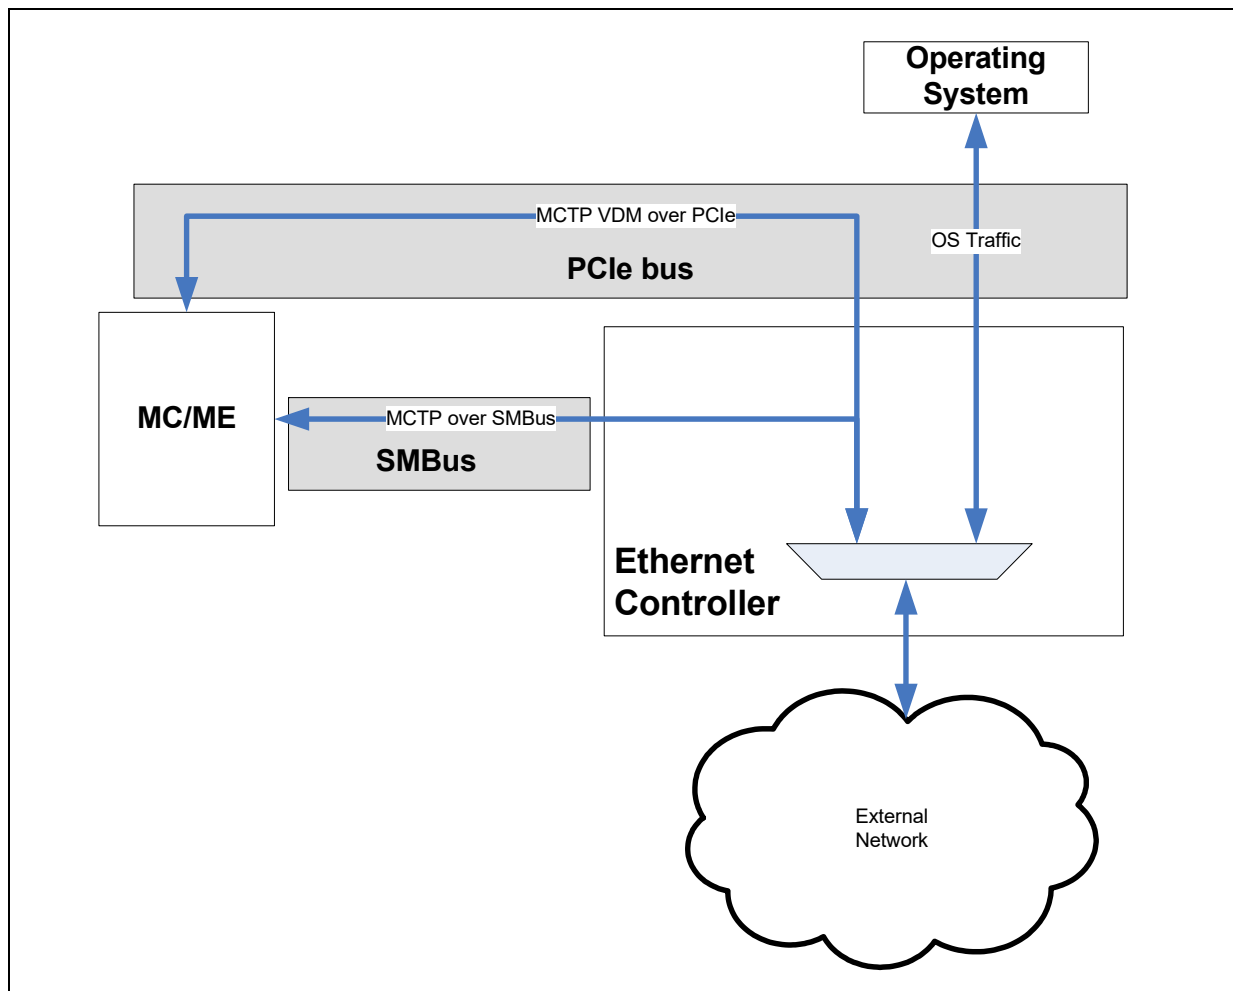 Operating
System
MCTP VDM over PCIe
OS Traffic
PCIe bus
MC/ME
MCTP over SMBus
SMBus
Ethernet
Controller
External
Network